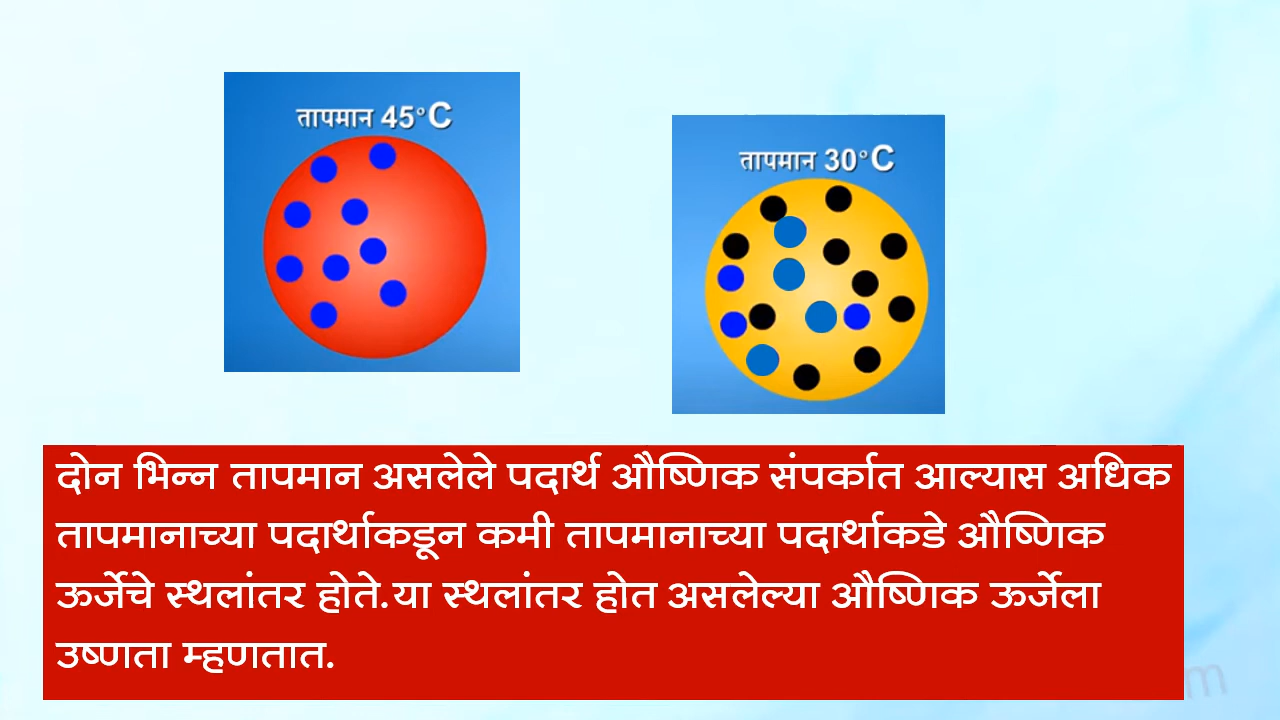 तापमान 45°C
तापमान 30°C
दोन भिन्न तापमान असलेले पदार्थ औष्णिक संपर्कात आल्यास अधिक
तापमानाच्या पदार्थाकडून कमी तापमानाच्या पदार्थाकडे औष्णिक
ऊर्जेचे स्थलांतर होते.या स्थलांतर होत असलेल्या औष्णिक ऊर्जेला
उष्णता म्हणतात.